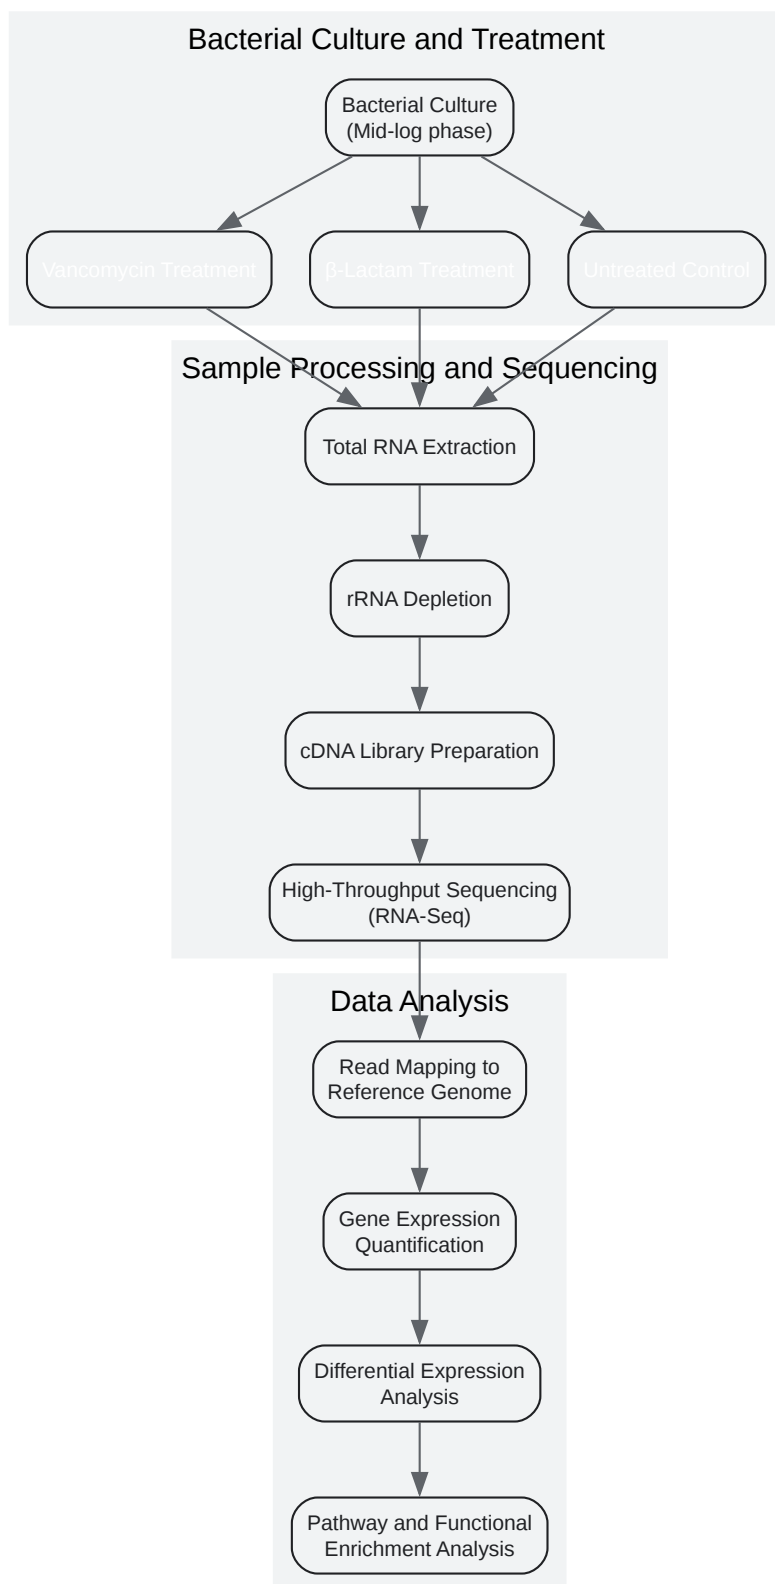 Bacterial Culture and Treatment
Bacterial Culture
(Mid-log phase)
Vancomycin Treatment
β-Lactam Treatment
Untreated Control
Sample Processing and Sequencing
Total RNA Extraction
rRNA Depletion
cDNA Library Preparation
High-Throughput Sequencing
(RNA-Seq)
Data Analysis
Read Mapping to
Reference Genome
Gene Expression
Quantification
Differential Expression
Analysis
Pathway and Functional
Enrichment Analysis